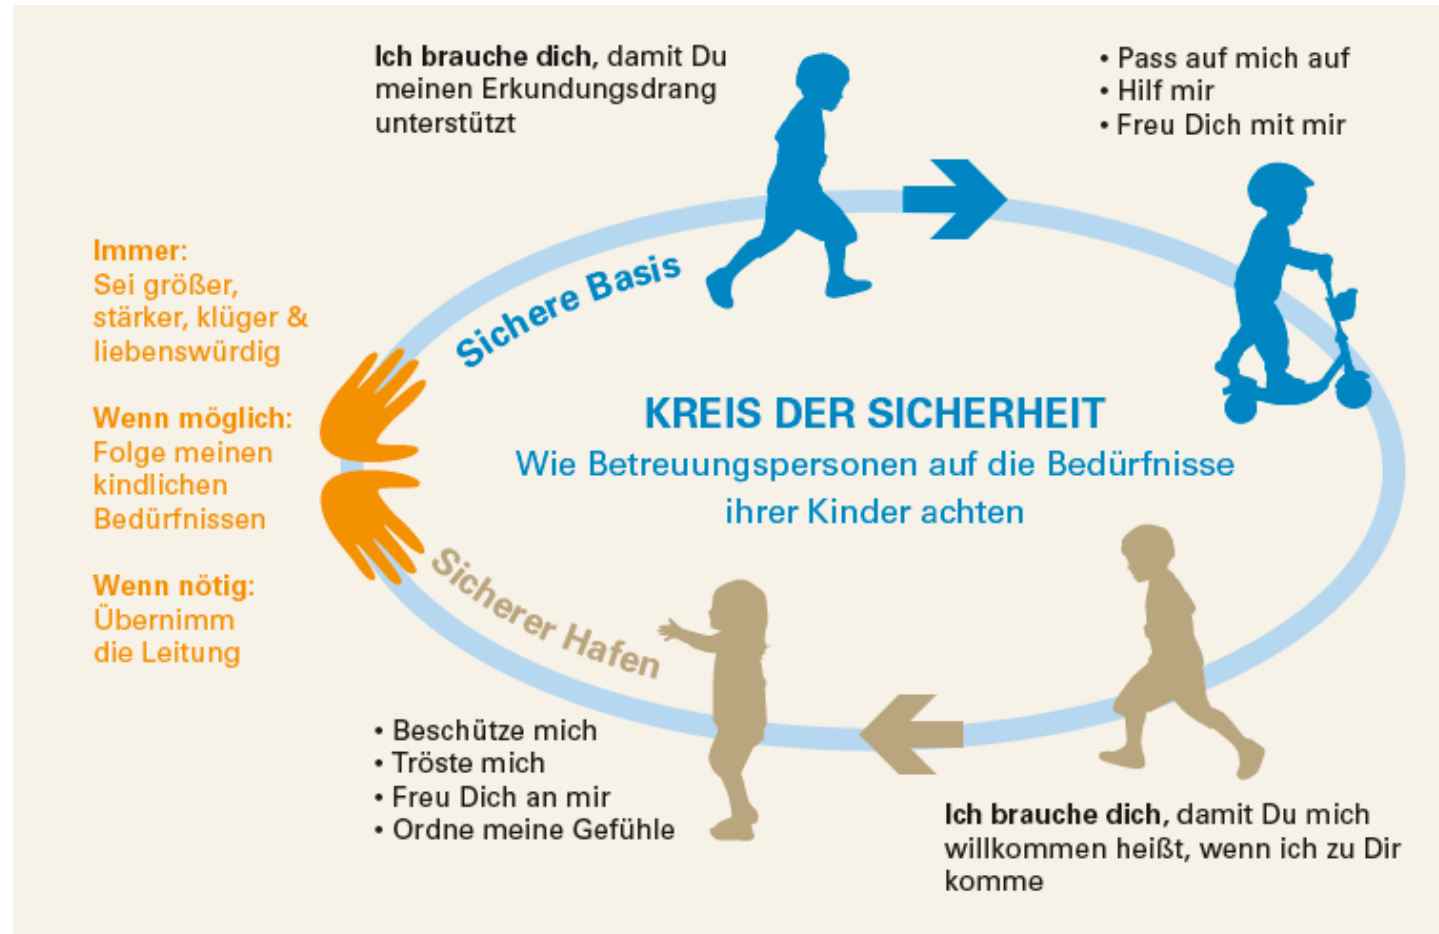 Ich brauche dich, damit Du
meinen Erkundungsdrang
unterstützt
• Pass auf mich auf
• Hilf mir
• Freu Dich mit mir
Immer:
Sei größer,
stärker, klüger &
liebenswürdig
Wenn möglich:
Folge meinen
kindlichen
Bedürfnissen
Wenn nötig:
Übernimm
die Leitung
Sichere Basis
KREIS DER SICHERHEIT
Wie Betreuungspersonen auf die Bedürfnisse
ihrer Kinder achten
Sicherer Hafen
• Beschütze mich
• Tröste mich
• Freu Dich an mir
• Ordne meine Gefühle
Ich brauche dich, damit Du mich
willkommen heißt, wenn ich zu Dir
komme